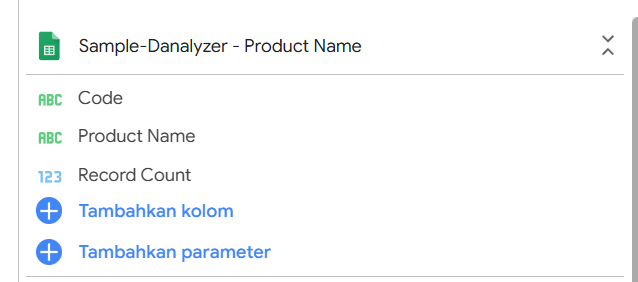 Sample-Danalyzer - Product Name
ABC Code
ABC Product Name
123 Record Count
Tambahkan kolom
Tambahkan parameter